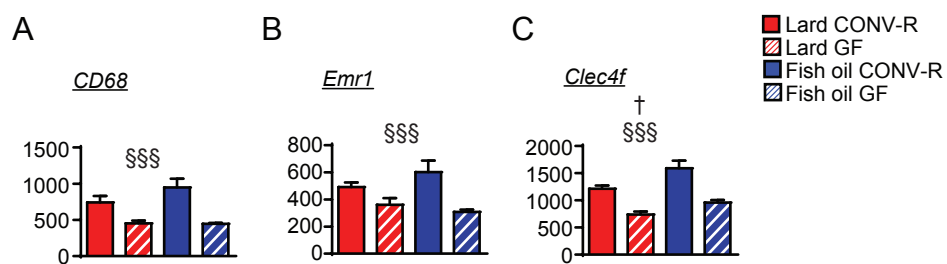 A
CD68
§§§
1500
1000
500
0
B
Emr1
§§§
800
600
400
200
0
C
Clec4f
†
§§§
2000
1500
1000
500
0
Lard CONV-R
Lard GF
Fish oil CONV-R
Fish oil GF